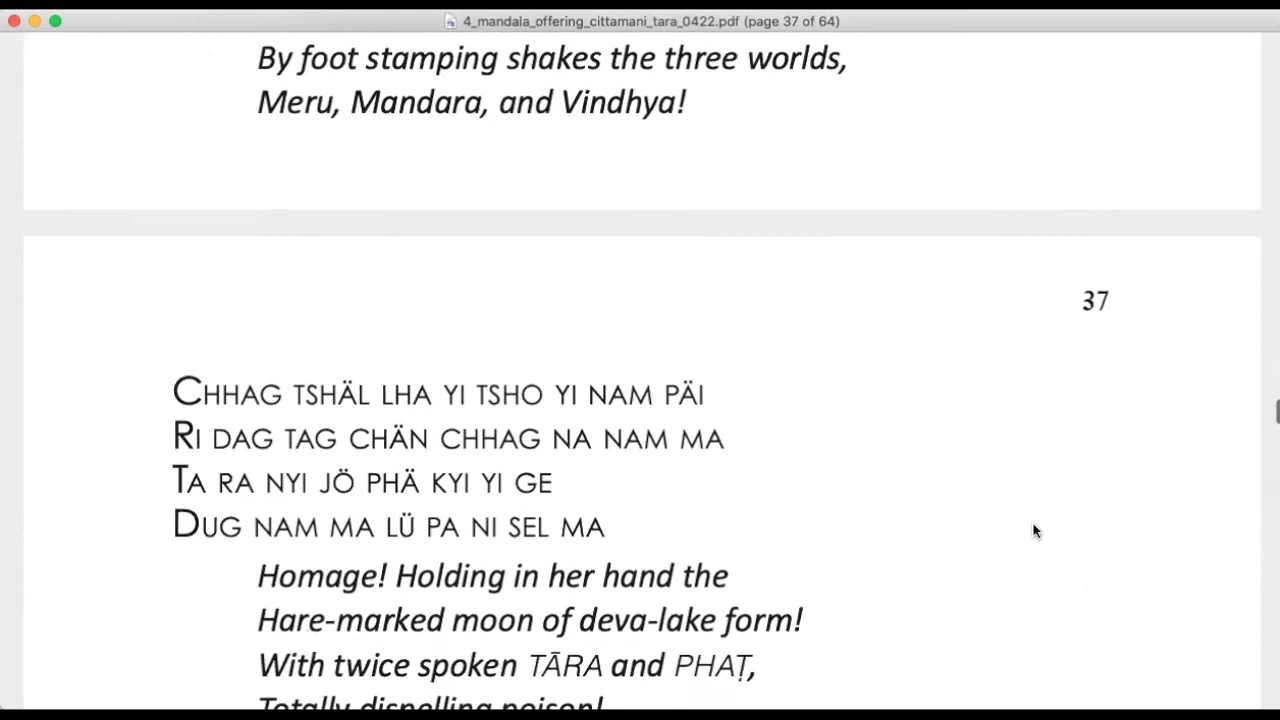 4_mandala_offering_cittamani_tara_0422.pdf (page 37 of 64)
By foot stamping shakes the three worlds,
Meru, Mandara, and Vindhya!
37
CHHAG TSHÄL LHA YI TSHO YI NAM PÄI
RI DAG TAG CHÄN CHHAG NA NAM MA
TA RA NYI JÖ PHÄ KYI YI GE
DUG NAM MA LÜ PA NI SEL MA
Homage! Holding in her hand the
Hare-marked moon of deva-lake form!
With twice spoken TĀRA and PHAṬ,
Totally dispelling poison!